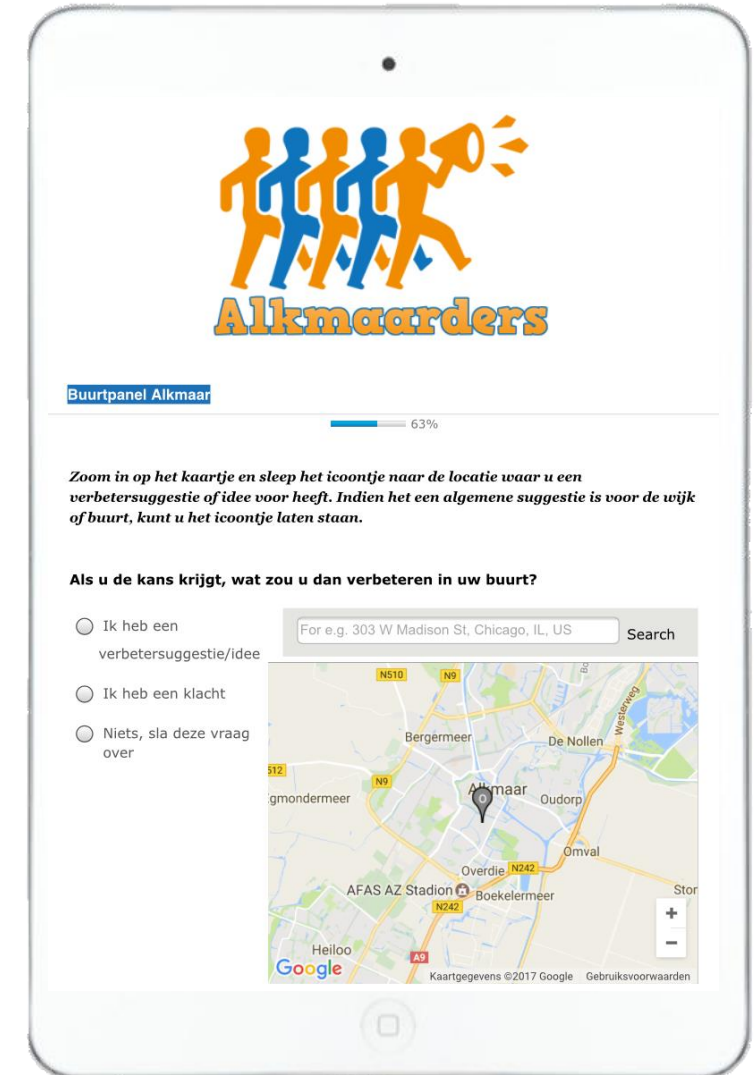 Alkmaarders
Buurtpanel Alkmaar
63%
Zoom in op het kaartje en sleep het icoontje naar de locatie waar u een
verbetersuggestie of idee voor heeft. Indien het een algemene suggestie is voor de wijk
of buurt, kunt u het icoontje laten staan.
Als u de kans krijgt, wat zou u dan verbeteren in uw buurt?
Ik heb een
verbetersuggestie/idee
Ik heb een klacht
Niets, sla deze vraag
over
For e.g. 303 W Madison St, Chicago, IL, US
Search
N510
N9
Westerweg
Bergermeer
De Nollen
512
N9
gmondermeer
Alkmaar
0
Oudorp
Omval
Overdie
N242
AFAS AZ Stadion
Boekelermeer
Stor
N242
+
−
Heiloo
A9
Google
Kaartgegevens ©2017 Google
Gebruiksvoorwaarden